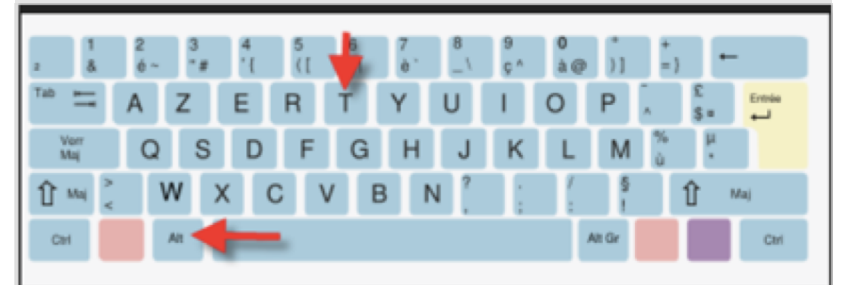 1 2 3 4 5 6 7 8 9 0 ° +
² & é ~ " # ' { ( [ è ` _ \ ç ^ à @ ) ] = } ←
Tab A Z E R T Y U I O P ¨ ^ £ $ ¤ Entrée
Verr Maj Q S D F G H J K L M % ù µ *
Maj > < W X C V B N ? , . ; / : § ! Maj
Ctrl Alt Alt Gr Ctrl